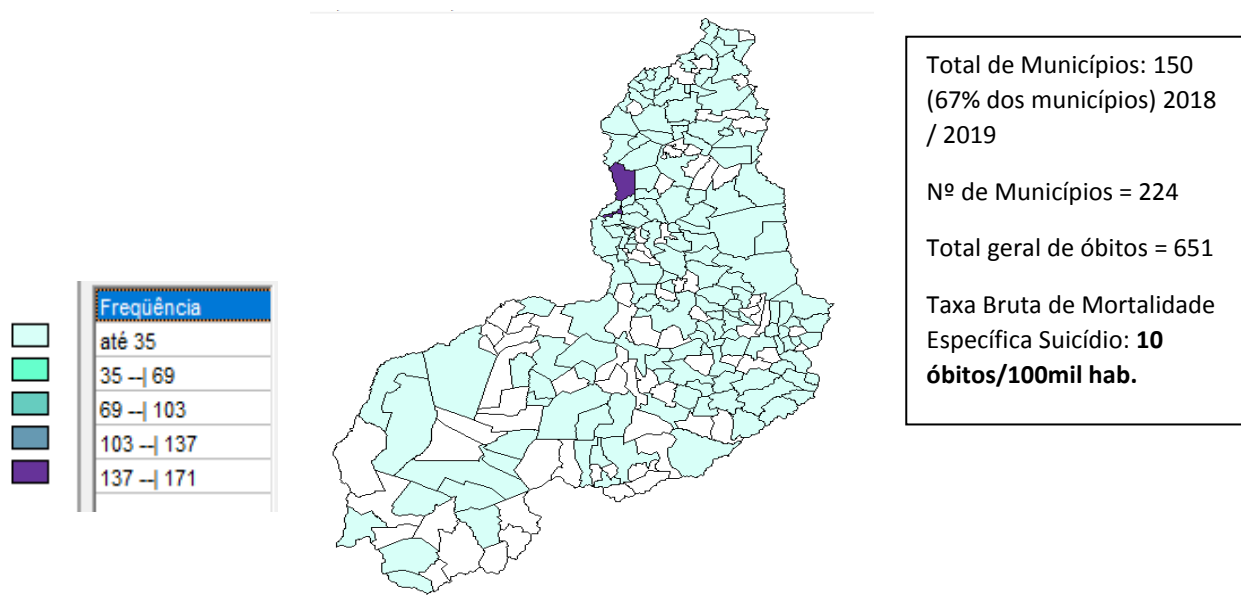 Freqüência
até 35
35 --| 69
69 --| 103
103 --| 137
137 --| 171
Total de Municípios: 150
(67% dos municípios) 2018
/ 2019
Nº de Municípios = 224
Total geral de óbitos = 651
Taxa Bruta de Mortalidade
Específica Suicídio: 10
óbitos/100mil hab.